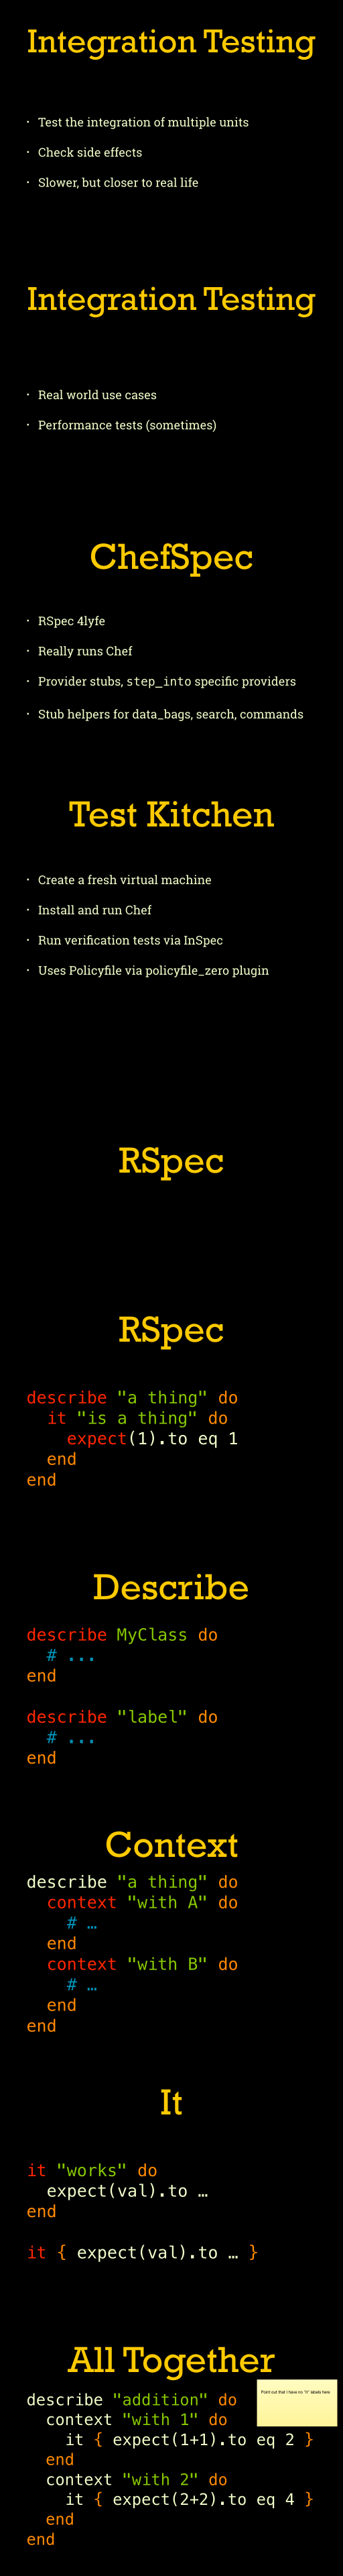 Integration Testing
• Test the integration of multiple units
• Check side effects
• Slower, but closer to real life
Integration Testing
• Real world use cases
• Performance tests (sometimes)
ChefSpec
• RSpec 4lyfe
• Really runs Chef
• Provider stubs, step_into specific providers
• Stub helpers for data_bags, search, commands
Test Kitchen
• Create a fresh virtual machine
• Install and run Chef
• Run verification tests via InSpec
• Uses Policyfile via policyfile_zero plugin
RSpec
RSpec
describe "a thing" do
  it "is a thing" do
    expect(1).to eq 1
  end
end
Describe
describe MyClass do
  # ...
end
describe "label" do
  # ...
end
Context
describe "a thing" do
  context "with A" do
    # …
  end
  context "with B" do
    # …
  end
end
It
it "works" do
  expect(val).to …
end
it { expect(val).to … }
All Together
Point out that I have no "it" labels here
describe "addition" do
  context "with 1" do
    it { expect(1+1).to eq 2 }
  end
  context "with 2" do
    it { expect(2+2).to eq 4 }
  end
end